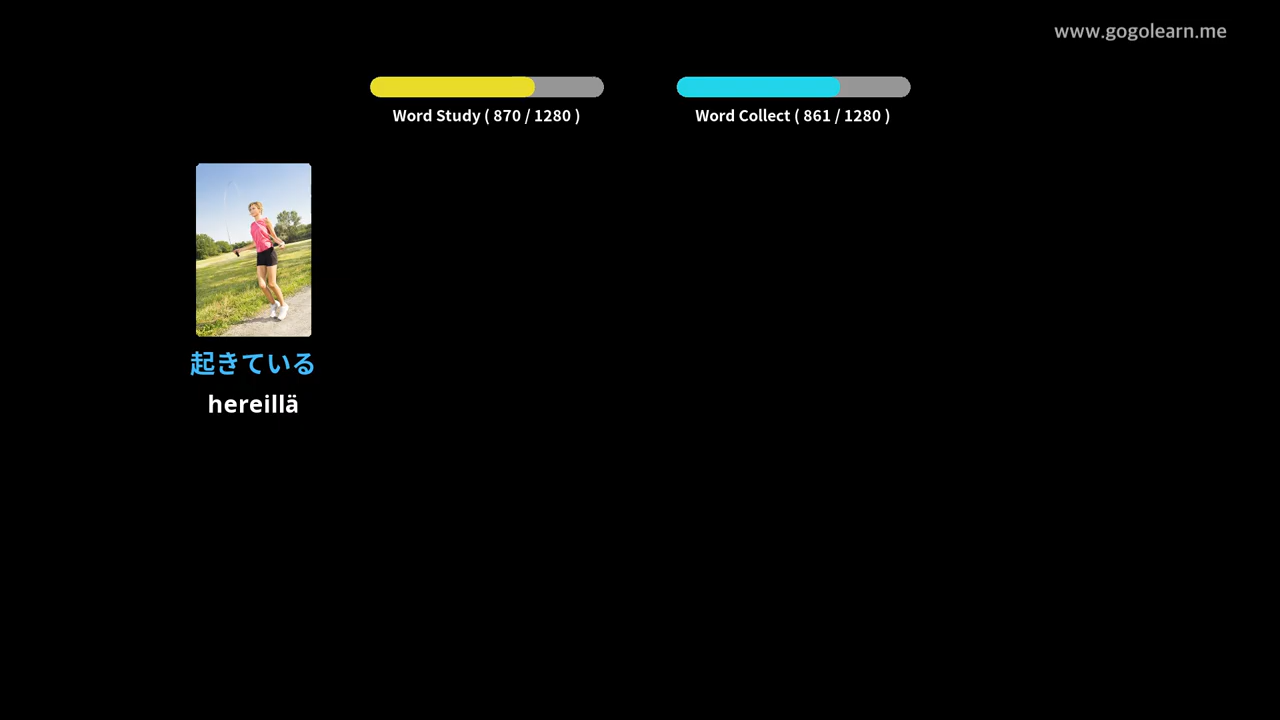 www.gogolearn.me
Word Study ( 870 / 1280 )
Word Collect ( 861 / 1280 )
起きている
hereillä